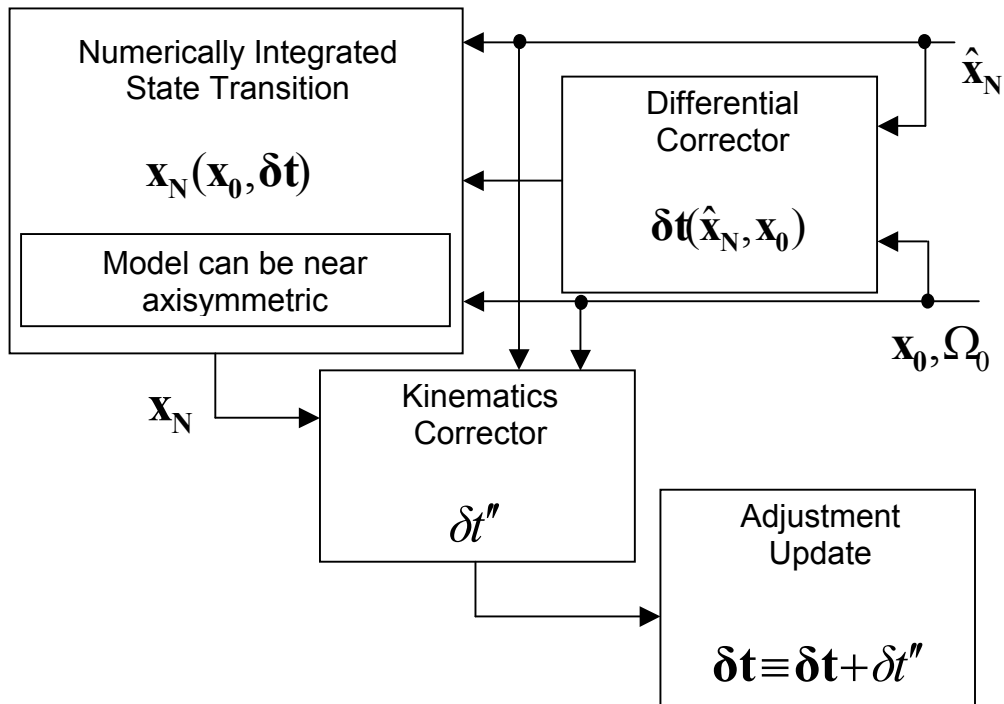 Numerically Integrated
State Transition
𝐱_N(𝐱_0, 𝛅𝐭)
Model can be near
axisymmetric
Differential
Corrector
𝛅𝐭(𝐱̂_N, 𝐱_0)
𝐱̂_N
𝐱_0, Ω_0
𝐱_N
Kinematics
Corrector
δt″
Adjustment
Update
𝛅𝐭≡𝛅𝐭+δt″